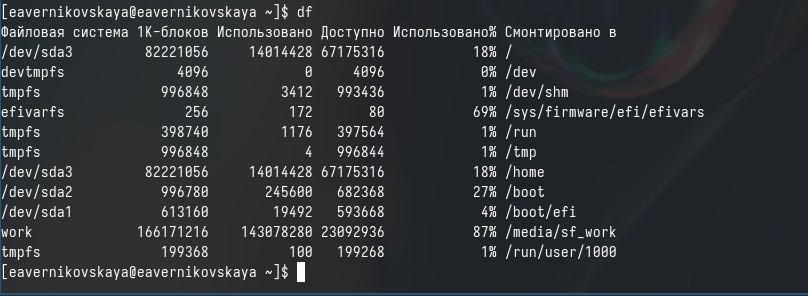 [eavernikovskaya@eavernikovskaya ~]$ df
Файловая система 1K-блоков Использовано Доступно Использовано% Смонтировано в
/dev/sda3 82221056 14014428 67175316 18% /
devtmpfs 4096 0 4096 0% /dev
tmpfs 996848 3412 993436 1% /dev/shm
efivarfs 256 172 80 69% /sys/firmware/efi/efivars
tmpfs 398740 1176 397564 1% /run
tmpfs 996848 4 996844 1% /tmp
/dev/sda3 82221056 14014428 67175316 18% /home
/dev/sda2 996780 245600 682368 27% /boot
/dev/sda1 613160 19492 593668 4% /boot/efi
work 166171216 143078280 23092936 87% /media/sf_work
tmpfs 199368 100 199268 1% /run/user/1000
[eavernikovskaya@eavernikovskaya ~]$